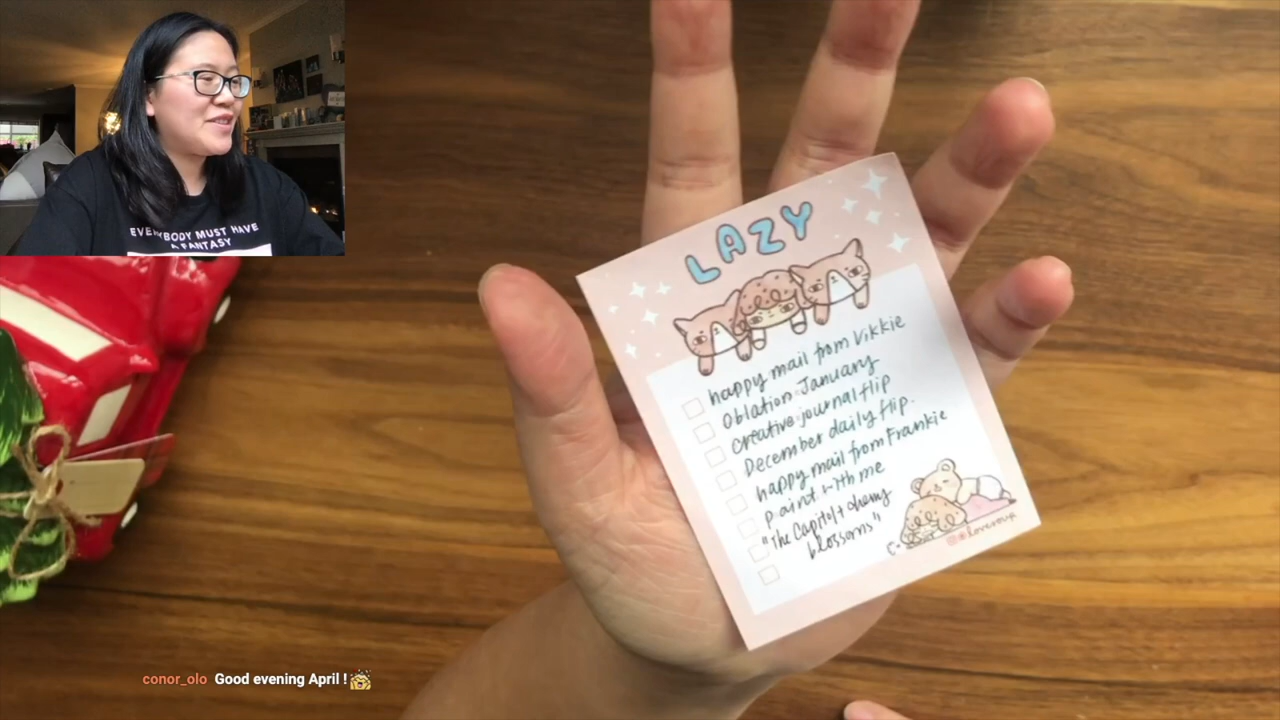 EVERYBODY MUST HAVE
A FANTASY
LAZY
happy mail from Vikkie
Oblation January
creative journal flip
December daily flip.
happy mail from Frankie
paint with me
"The Capitol + cherry
blossoms"
conor_olo Good evening April !